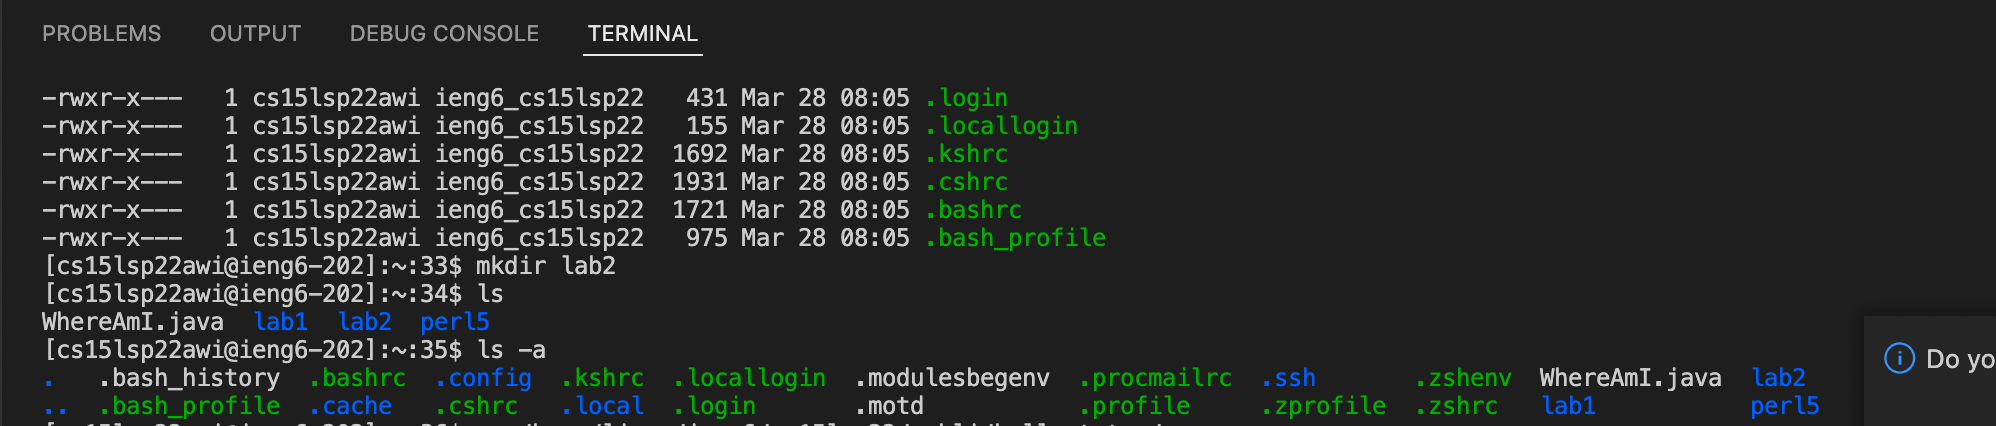 PROBLEMS OUTPUT DEBUG CONSOLE TERMINAL
-rwxr-x---   1 cs15lsp22awi ieng6_cs15lsp22   431 Mar 28 08:05 .login
-rwxr-x---   1 cs15lsp22awi ieng6_cs15lsp22   155 Mar 28 08:05 .locallogin
-rwxr-x---   1 cs15lsp22awi ieng6_cs15lsp22  1692 Mar 28 08:05 .kshrc
-rwxr-x---   1 cs15lsp22awi ieng6_cs15lsp22  1931 Mar 28 08:05 .cshrc
-rwxr-x---   1 cs15lsp22awi ieng6_cs15lsp22  1721 Mar 28 08:05 .bashrc
-rwxr-x---   1 cs15lsp22awi ieng6_cs15lsp22   975 Mar 28 08:05 .bash_profile
[cs15lsp22awi@ieng6-202]:~:33$ mkdir lab2
[cs15lsp22awi@ieng6-202]:~:34$ ls
WhereAmI.java  lab1  lab2  perl5
[cs15lsp22awi@ieng6-202]:~:35$ ls -a
.   .bash_history  .bashrc  .config  .kshrc  .locallogin  .modulesbegenv  .procmailrc  .ssh       .zshenv  WhereAmI.java  lab2
..  .bash_profile  .cache   .cshrc   .local  .login       .motd           .profile     .zprofile  .zshrc   lab1           perl5
Do yo